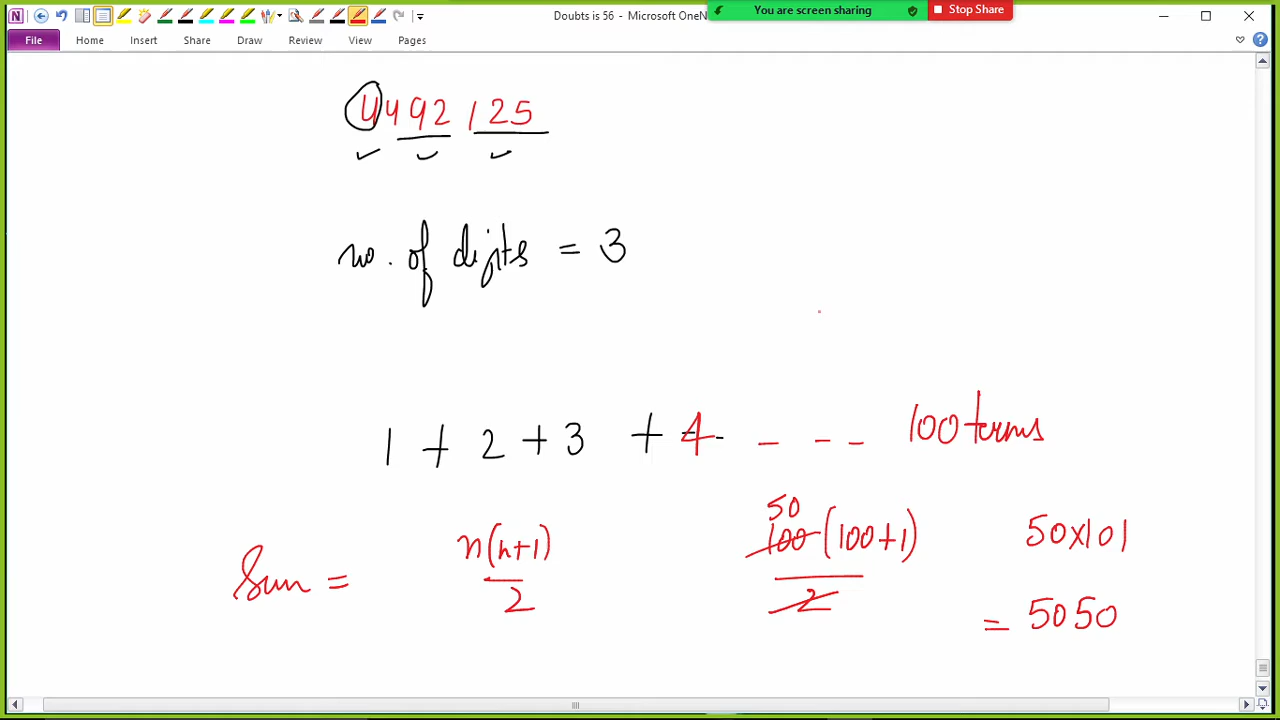 Doubts is 56 - Microsoft OneN
You are screen sharing
Stop Share
File Home Insert Share Draw Review View Pages
4492125
no. of digits = 3
1 + 2 + 3 + 4 - - - - 100 terms
50
Sum = n(n+1) 100(100+1) 50x101
2 2
= 5050